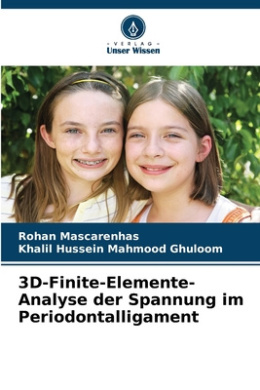 VERLAG
Unser Wissen
Rohan Mascarenhas
Khalil Hussein Mahmood Ghuloom
3D-Finite-Elemente-
Analyse der Spannung im
Periodontalligament